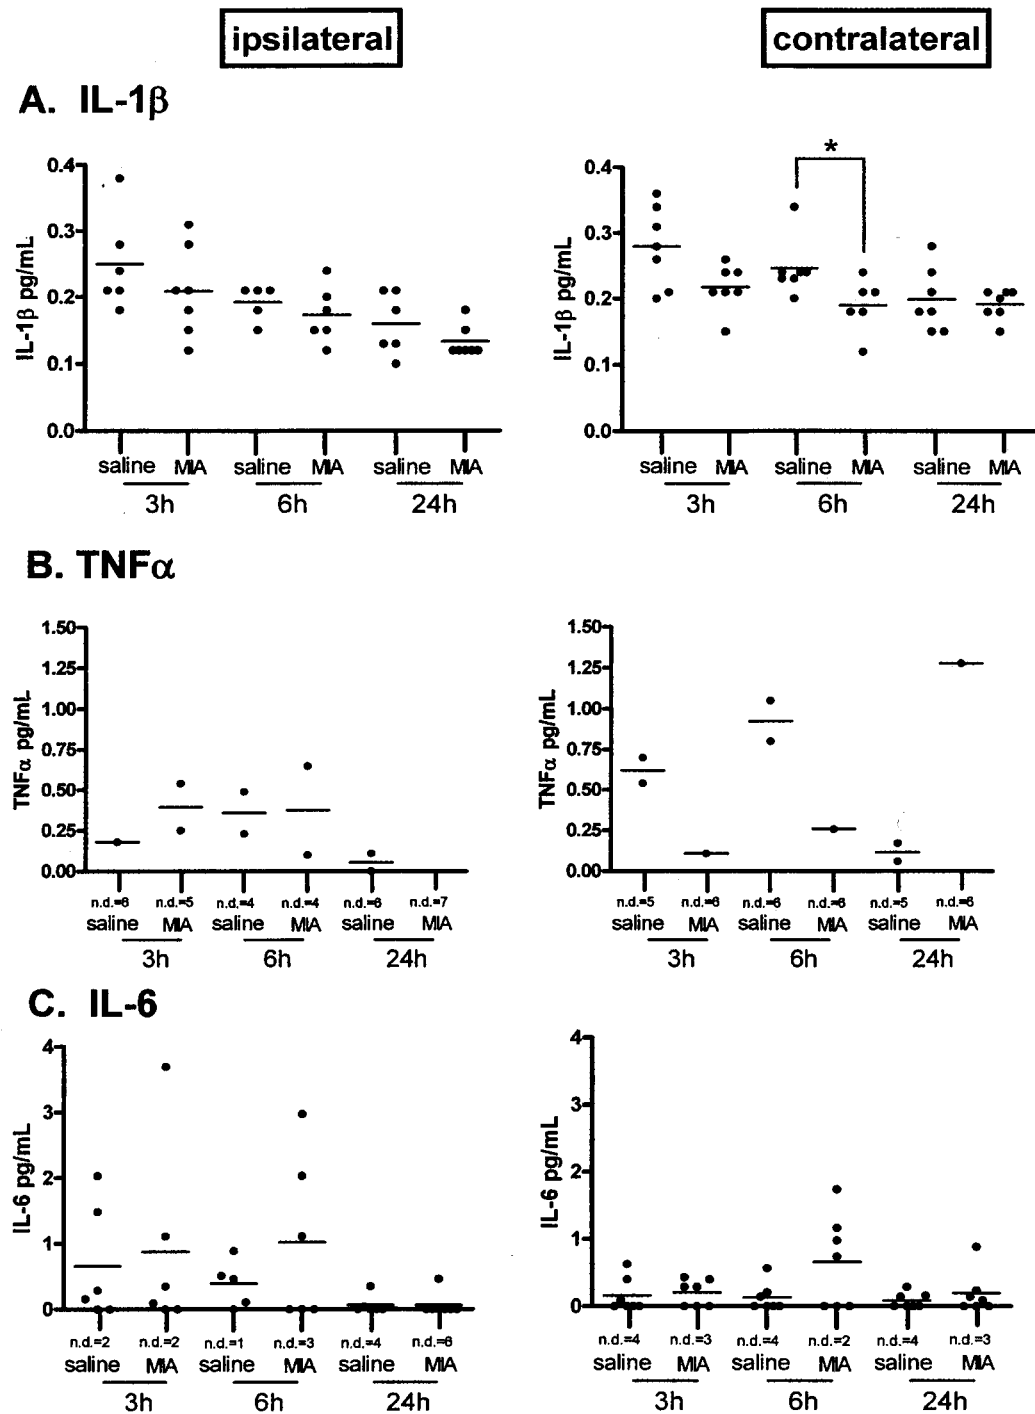 ipsilateral
contralateral
A. IL-1β
0.4
0.3
0.2
0.1
0.0
IL-1β pg/mL
saline MIA saline MIA saline MIA
3h 6h 24h
*
0.4
0.3
0.2
0.1
0.0
IL-1β pg/mL
saline MIA saline MIA saline MIA
3h 6h 24h
B. TNFα
1.50
1.25
1.00
0.75
0.50
0.25
0.00
TNFα pg/mL
n.d.=6 n.d.=5 n.d.=4 n.d.=4 n.d.=6 n.d.=7
saline MIA saline MIA saline MIA
3h 6h 24h
1.50
1.25
1.00
0.75
0.50
0.25
0.00
TNFα pg/mL
n.d.=5 n.d.=6 n.d.=6 n.d.=6 n.d.=5 n.d.=6
saline MIA saline MIA saline MIA
3h 6h 24h
C. IL-6
4
3
2
1
0
IL-6 pg/mL
n.d.=2 n.d.=2 n.d.=1 n.d.=3 n.d.=4 n.d.=6
saline MIA saline MIA saline MIA
3h 6h 24h
4
3
2
1
0
IL-6 pg/mL
n.d.=4 n.d.=3 n.d.=4 n.d.=2 n.d.=4 n.d.=3
saline MIA saline MIA saline MIA
3h 6h 24h